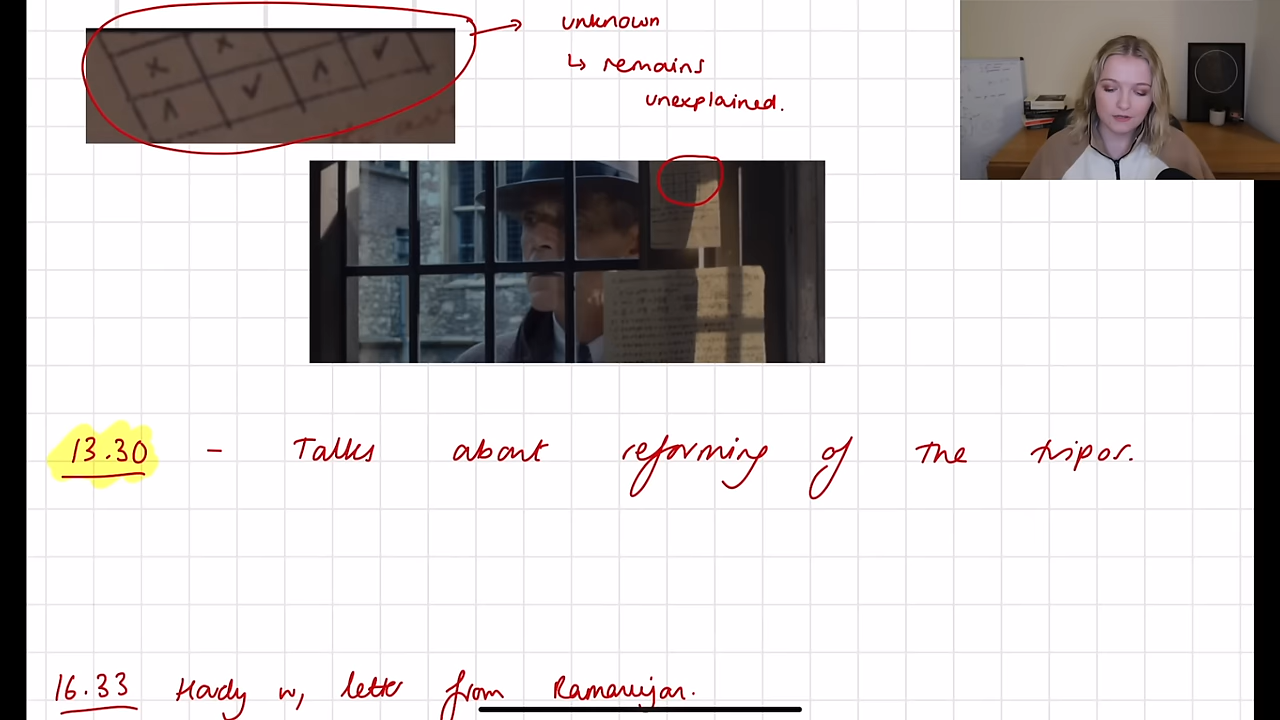 unknown
↳ remains
unexplained.
13.30 - Talks about reforming of the tripos.
16.33 Hardy w, letter from Ramanujan.